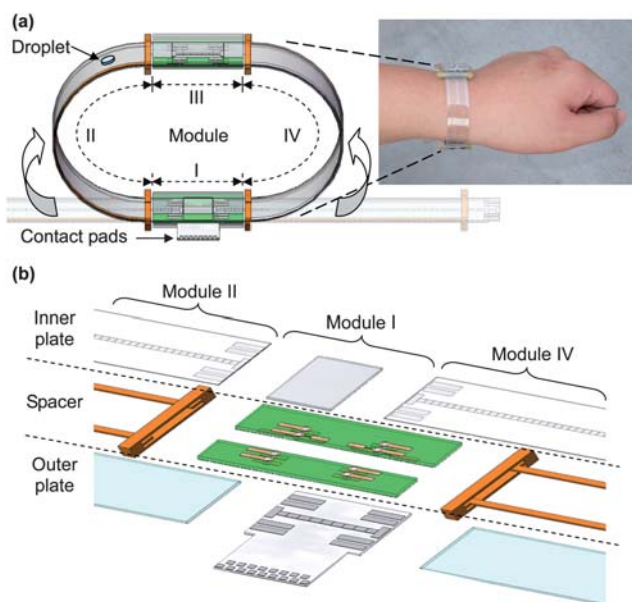 (a)
Droplet
III
II
Module
IV
I
Contact pads
(b)
Module II
Inner
plate
Module I
Module IV
Spacer
Outer
plate